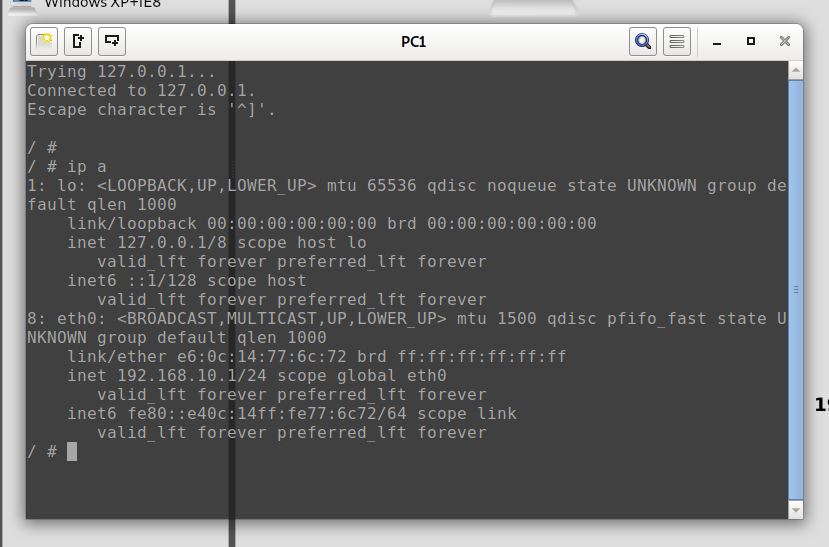 Windows XP+IE8
PC1
Trying 127.0.0.1...
Connected to 127.0.0.1.
Escape character is '^]'.
/ #
/ # ip a
1: lo: <LOOPBACK,UP,LOWER_UP> mtu 65536 qdisc noqueue state UNKNOWN group de
fault qlen 1000
    link/loopback 00:00:00:00:00:00 brd 00:00:00:00:00:00
    inet 127.0.0.1/8 scope host lo
       valid_lft forever preferred_lft forever
    inet6 ::1/128 scope host
       valid_lft forever preferred_lft forever
8: eth0: <BROADCAST,MULTICAST,UP,LOWER_UP> mtu 1500 qdisc pfifo_fast state U
NKNOWN group default qlen 1000
    link/ether e6:0c:14:77:6c:72 brd ff:ff:ff:ff:ff:ff
    inet 192.168.10.1/24 scope global eth0
       valid_lft forever preferred_lft forever
    inet6 fe80::e40c:14ff:fe77:6c72/64 scope link
       valid_lft forever preferred_lft forever
/ #